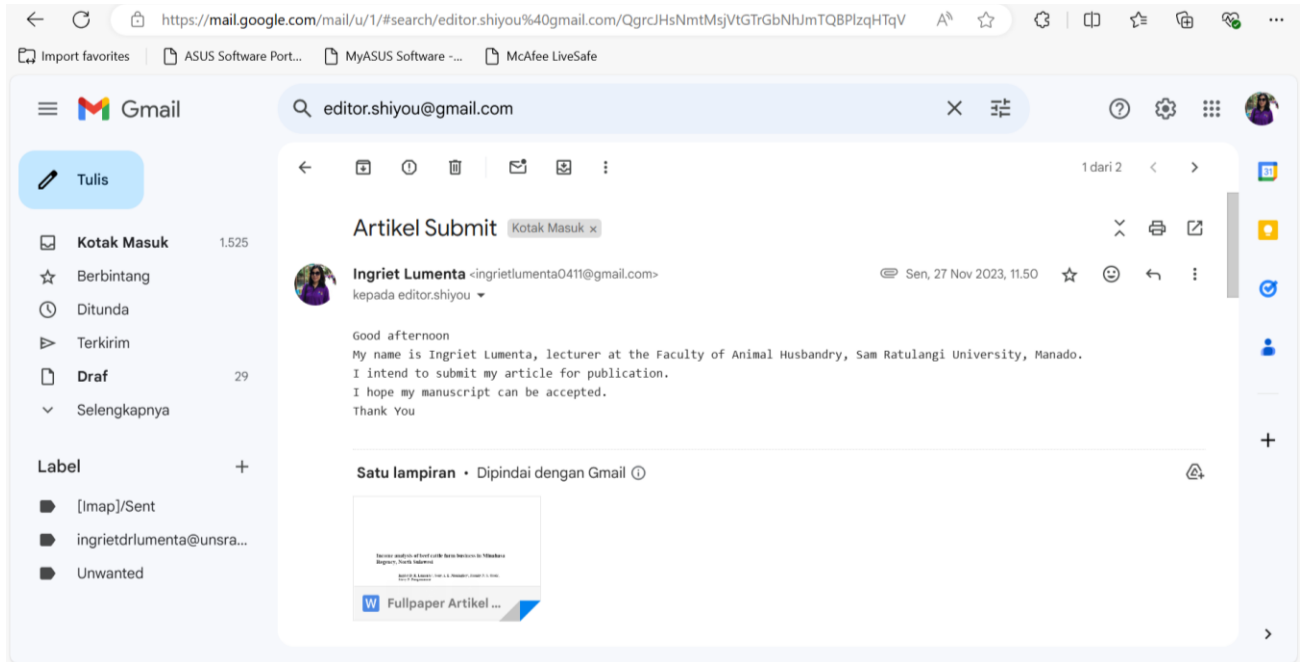 https://mail.google.com/mail/u/1/#search/editor.shiyou%40gmail.com/QgrcJHsNmtMsjVtGTrGbNhJmTQBPlzqHTqV
Import favorites ASUS Software Port... MyASUS Software -... McAfee LiveSafe
Gmail
editor.shiyou@gmail.com
Tulis
1 dari 2
Kotak Masuk 1.525
Berbintang
Ditunda
Terkirim
Draf 29
Selengkapnya
Label
[Imap]/Sent
ingrietdrlumenta@unsra...
Unwanted
Artikel Submit Kotak Masuk x
Ingriet Lumenta <ingrietlumenta0411@gmail.com> Sen, 27 Nov 2023, 11.50
kepada editor.shiyou
Good afternoon
My name is Ingriet Lumenta, lecturer at the Faculty of Animal Husbandry, Sam Ratulangi University, Manado.
I intend to submit my article for publication.
I hope my manuscript can be accepted.
Thank You
Satu lampiran • Dipindai dengan Gmail
Income analysis of beef cattle farm business in Minahasa
Regency, North Sulawesi
W Fullpaper Artikel ...
31